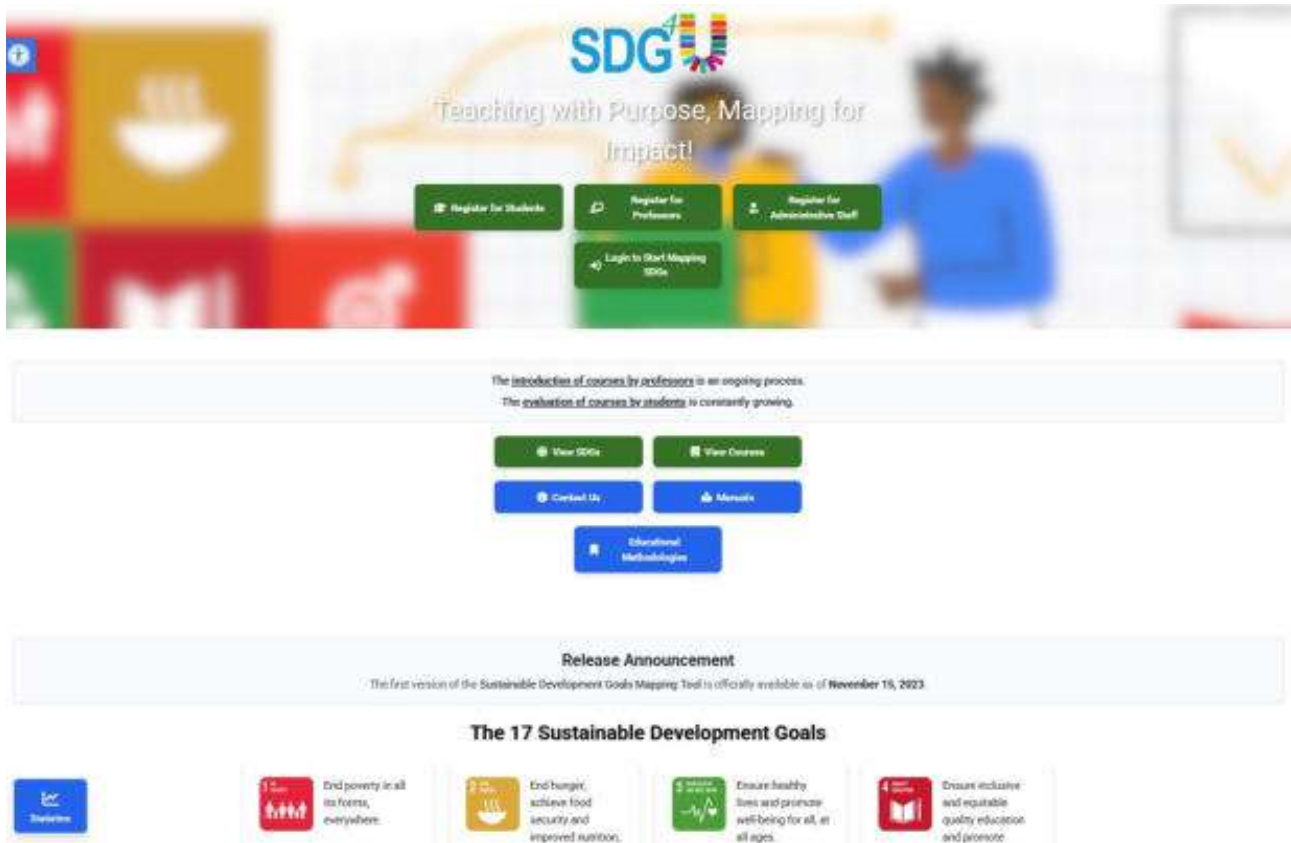 SDG4U
Teaching with Purpose, Mapping for
Impact!
Register for Students
Register for
Professors
Register for
Administrative Staff
Login to Start Mapping
SDGs
The introduction of courses by professors is an ongoing process.
The evaluation of courses by students is constantly growing.
View SDGs
View Courses
Contact Us
Manuals
Educational
Methodologies
Release Announcement
The first version of the Sustainable Development Goals Mapping Tool is officially available as of November 15, 2023.
The 17 Sustainable Development Goals
Statistics
1
End poverty in all
its forms,
everywhere.
2
End hunger,
achieve food
security and
improved nutrition,
3
Ensure healthy
lives and promote
well-being for all, at
all ages.
4
Ensure inclusive
and equitable
quality education
and promote